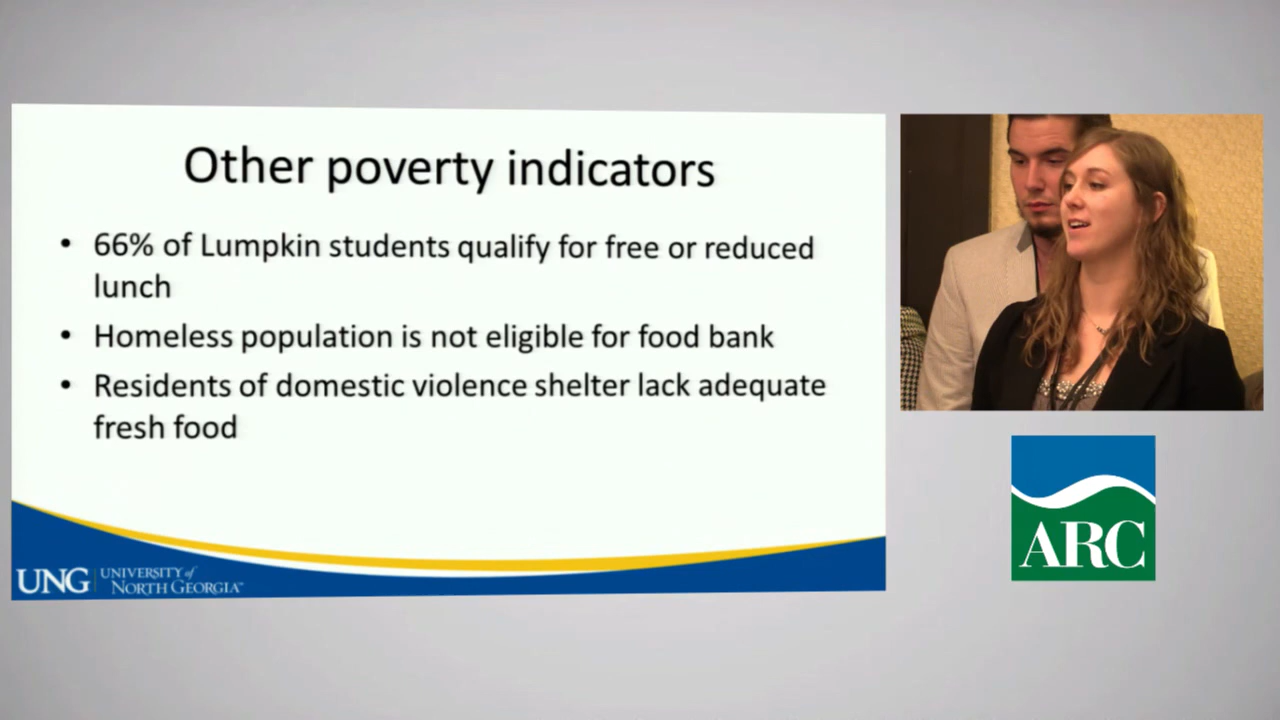 Other poverty indicators
• 66% of Lumpkin students qualify for free or reduced
lunch
• Homeless population is not eligible for food bank
• Residents of domestic violence shelter lack adequate
fresh food
UNG UNIVERSITY of
NORTH GEORGIA™
ARC